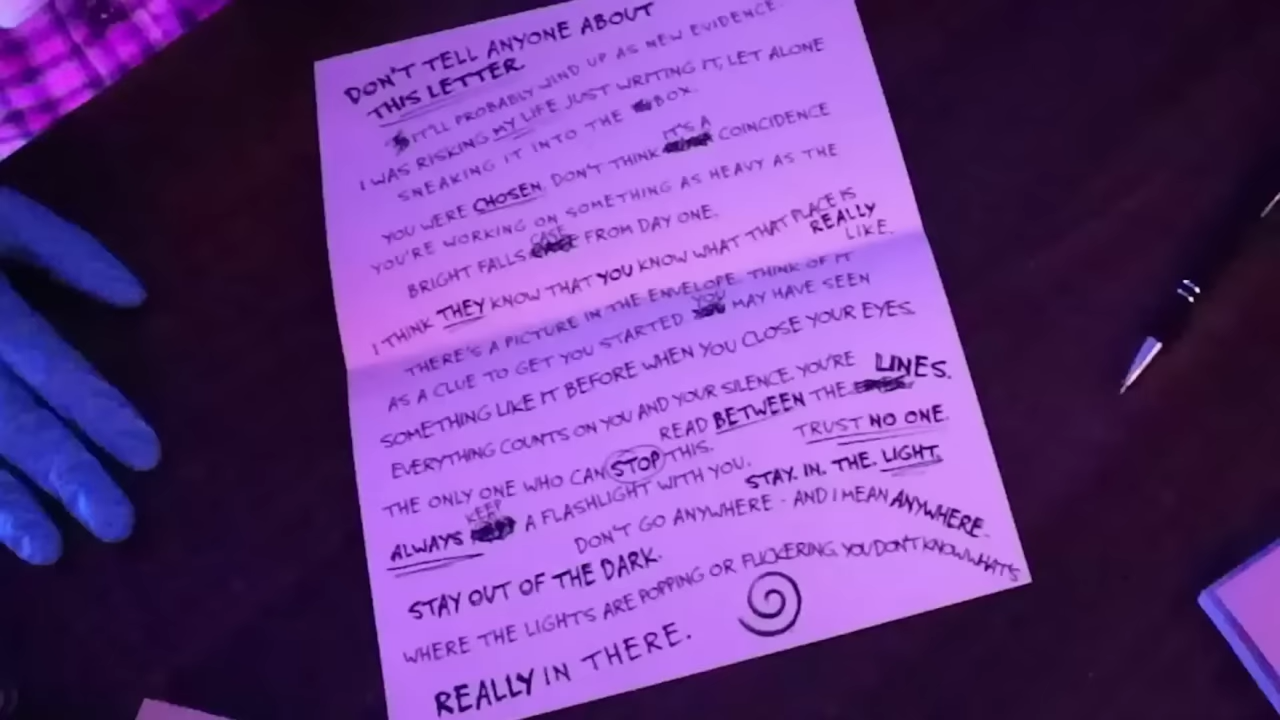 DON'T TELL ANYONE ABOUT
THIS LETTER.
IT'LL PROBABLY WIND UP AS NEW EVIDENCE.
I WAS RISKING MY LIFE JUST WRITING IT, LET ALONE
SNEAKING IT INTO THE BOX.
YOU WERE CHOSEN. DON'T THINK IT'S A COINCIDENCE
YOU'RE WORKING ON SOMETHING AS HEAVY AS THE
BRIGHT FALLS CASE FROM DAY ONE.
I THINK THEY KNOW THAT YOU KNOW WHAT THAT PLACE IS
REALLY
LIKE.
THERE'S A PICTURE IN THE ENVELOPE. THINK OF IT
AS A CLUE TO GET YOU STARTED YOU MAY HAVE SEEN
SOMETHING LIKE IT BEFORE WHEN YOU CLOSE YOUR EYES.
EVERYTHING COUNTS ON YOU AND YOUR SILENCE. YOU'RE
READ BETWEEN THE LINES.
THE ONLY ONE WHO CAN STOP THIS.
TRUST NO ONE.
ALWAYS KEEP A FLASHLIGHT WITH YOU.
STAY. IN. THE. LIGHT.
DON'T GO ANYWHERE - AND I MEAN ANYWHERE.
STAY OUT OF THE DARK.
WHERE THE LIGHTS ARE POPPING OR FLICKERING. YOU DON'T KNOW WHAT'S
REALLY IN THERE.